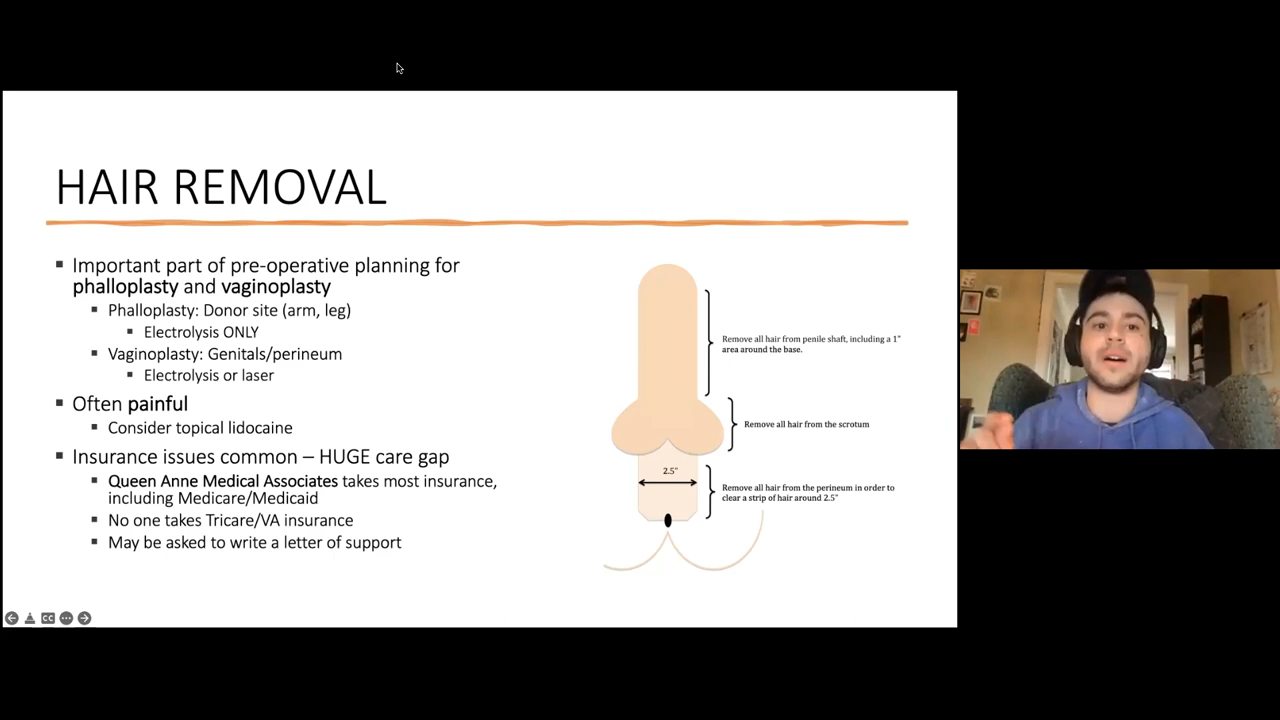 HAIR REMOVAL
Important part of pre-operative planning for
phalloplasty and vaginoplasty
Phalloplasty: Donor site (arm, leg)
Electrolysis ONLY
Vaginoplasty: Genitals/perineum
Electrolysis or laser
Often painful
Consider topical lidocaine
Insurance issues common – HUGE care gap
Queen Anne Medical Associates takes most insurance,
including Medicare/Medicaid
No one takes Tricare/VA insurance
May be asked to write a letter of support
Remove all hair from penile shaft, including a 1"
area around the base.
Remove all hair from the scrotum
2.5"
Remove all hair from the perineum in order to
clear a strip of hair around 2.5"
CC